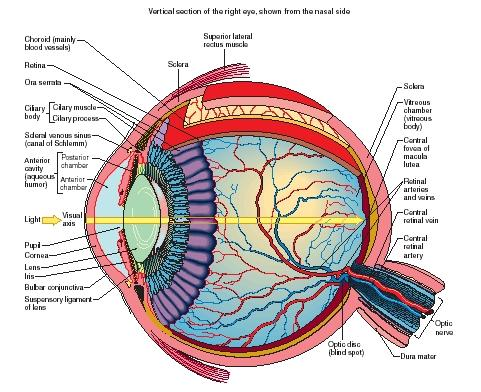 Vertical section of the right eye, shown from the nasal side
Choroid (mainly
blood vessels)
Retina
Ora serrata
Ciliary
body
Ciliary muscle
Ciliary process
Scleral venous sinus
(canal of Schlemm)
Anterior
cavity
(aqueous
humor)
Posterior
chamber
Anterior
chamber
Light
Visual
axis
Pupil
Cornea
Lens
Iris
Bulbar conjunctiva
Suspensory ligament
of lens
Superior lateral
rectus muscle
Sclera
Sclera
Vitreous
chamber
(vitreous
body)
Central
fovea of
macula
lutea
Retinal
arteries
and veins
Central
retinal vein
Central
retinal
artery
Optic
nerve
Optic disc
(blind spot)
Dura mater